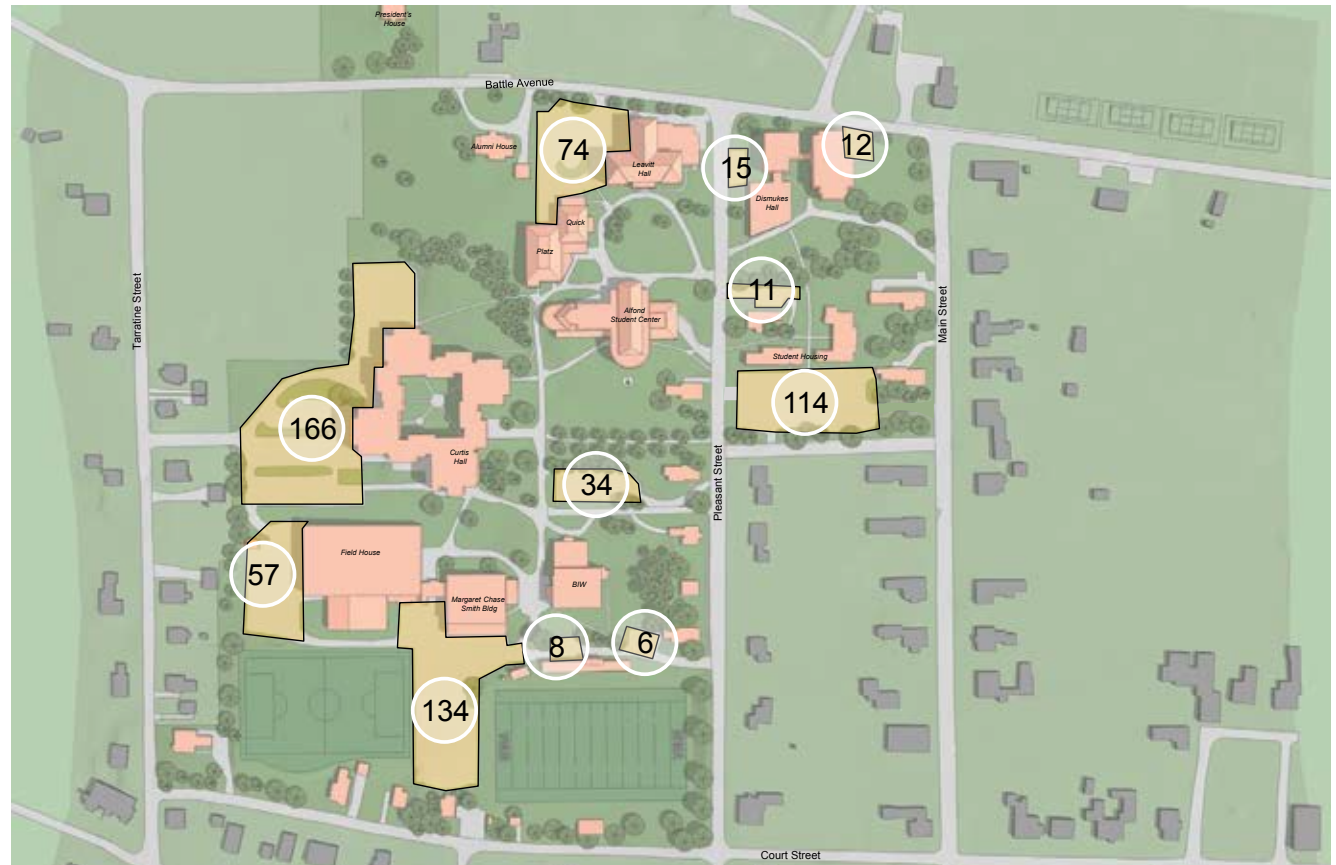 President's
House
Battle Avenue
74
12
Alumni House
Leavitt
Hall
15
Dismukes
Hall
Quick
Platz
Tarratine Street
11
Alfond
Student Center
Main Street
Student Housing
114
166
Curtis
Hall
34
Pleasant Street
57
Field House
BIW
Margaret Chase
Smith Bldg
8
6
134
Court Street